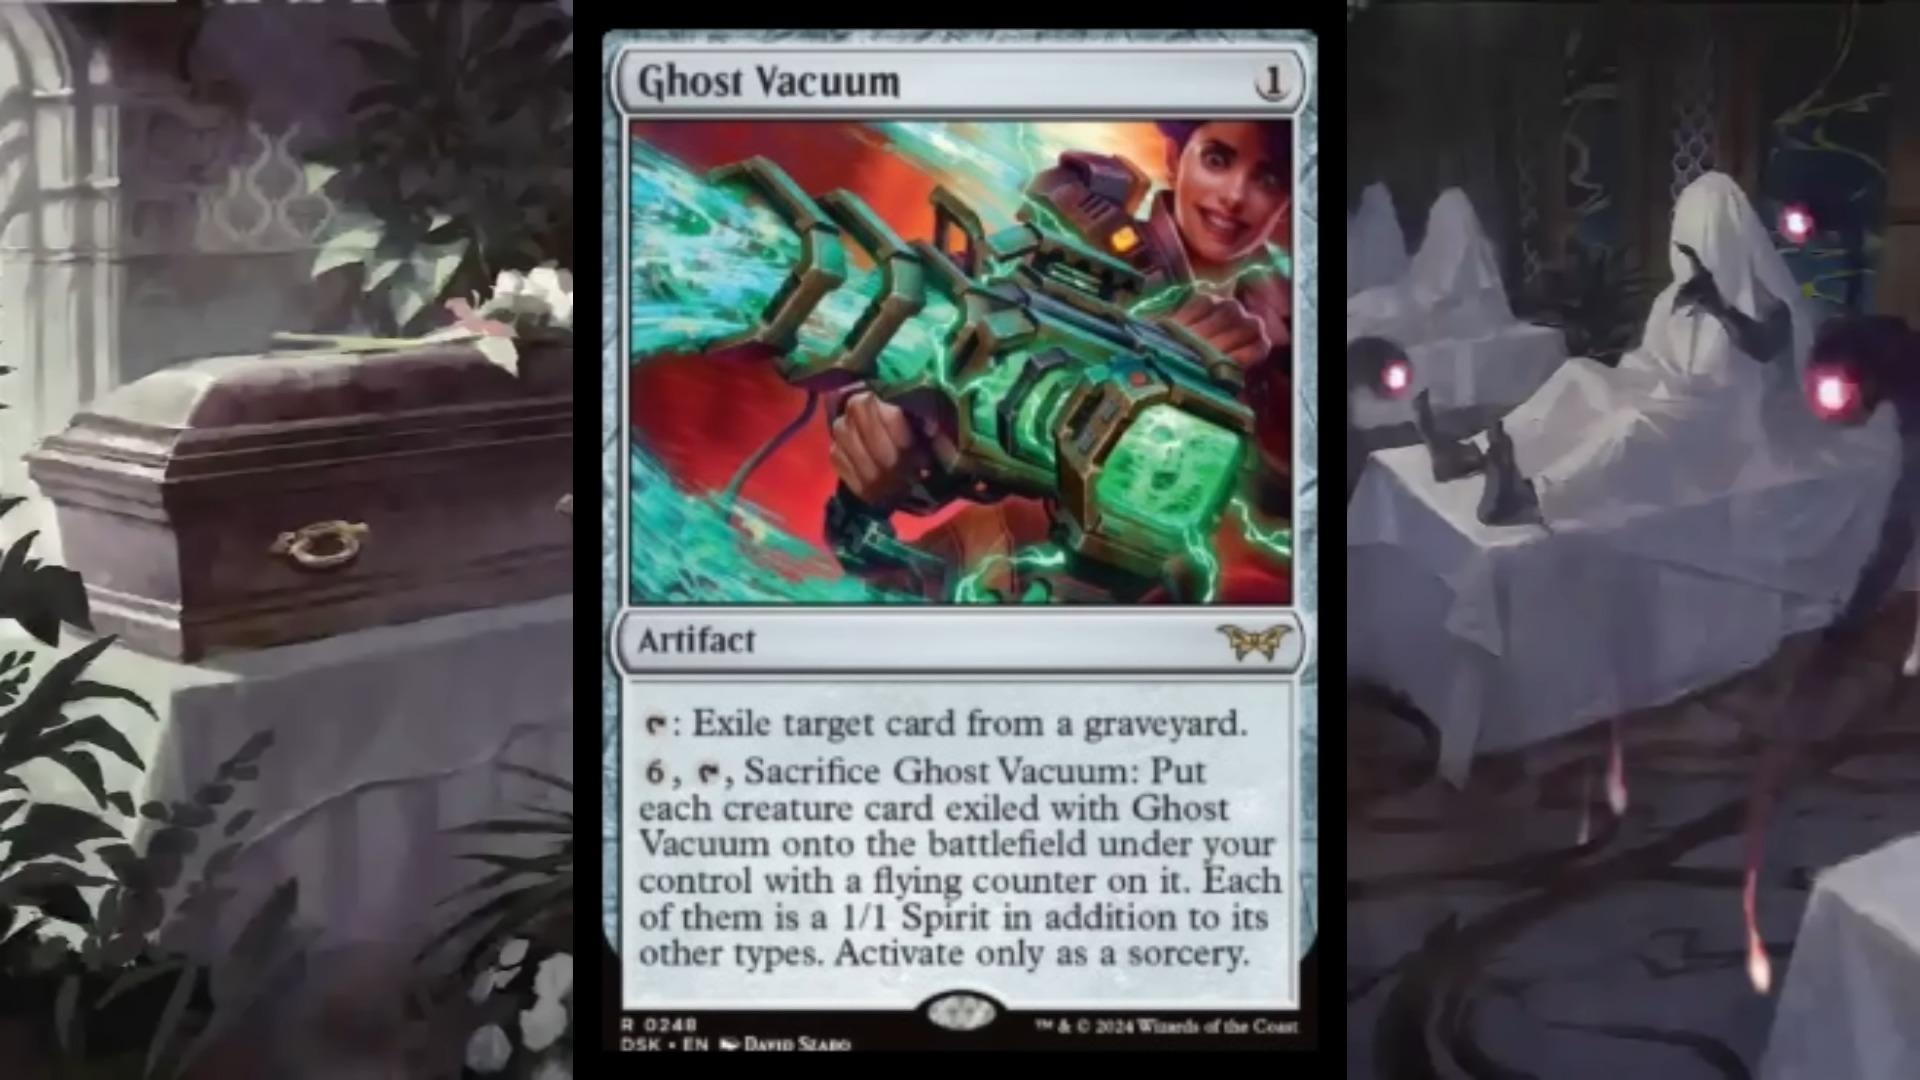 Ghost Vacuum 1
Artifact
: Exile target card from a graveyard.
6, , Sacrifice Ghost Vacuum: Put
each creature card exiled with Ghost
Vacuum onto the battlefield under your
control with a flying counter on it. Each
of them is a 1/1 Spirit in addition to its
other types. Activate only as a sorcery.
R 0248
DSK • EN David Szabo
™ & © 2024 Wizards of the Coast